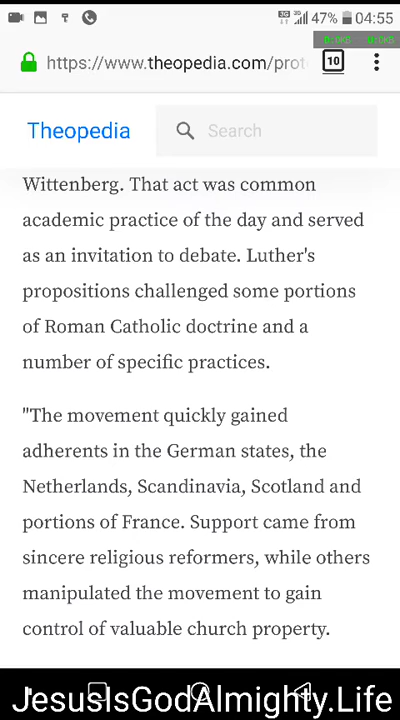 47% 04:55
https://www.theopedia.com/prot
10
Theopedia
Search
Wittenberg. That act was common
academic practice of the day and served
as an invitation to debate. Luther's
propositions challenged some portions
of Roman Catholic doctrine and a
number of specific practices.
"The movement quickly gained
adherents in the German states, the
Netherlands, Scandinavia, Scotland and
portions of France. Support came from
sincere religious reformers, while others
manipulated the movement to gain
control of valuable church property.
JesusIsGodAlmighty.Life